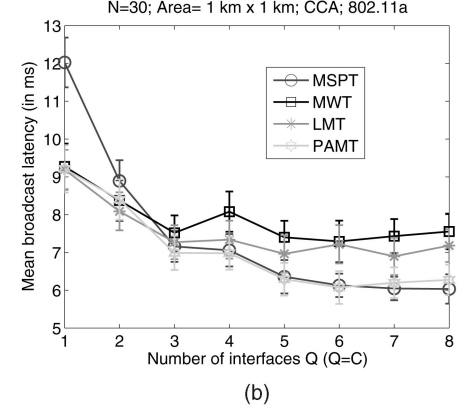 N=30; Area= 1 km x 1 km; CCA; 802.11a
13
12
11
10
9
8
7
6
5
Mean broadcast latency (in ms)
MSPT
MWT
LMT
PAMT
1 2 3 4 5 6 7 8
Number of interfaces Q (Q=C)
(b)